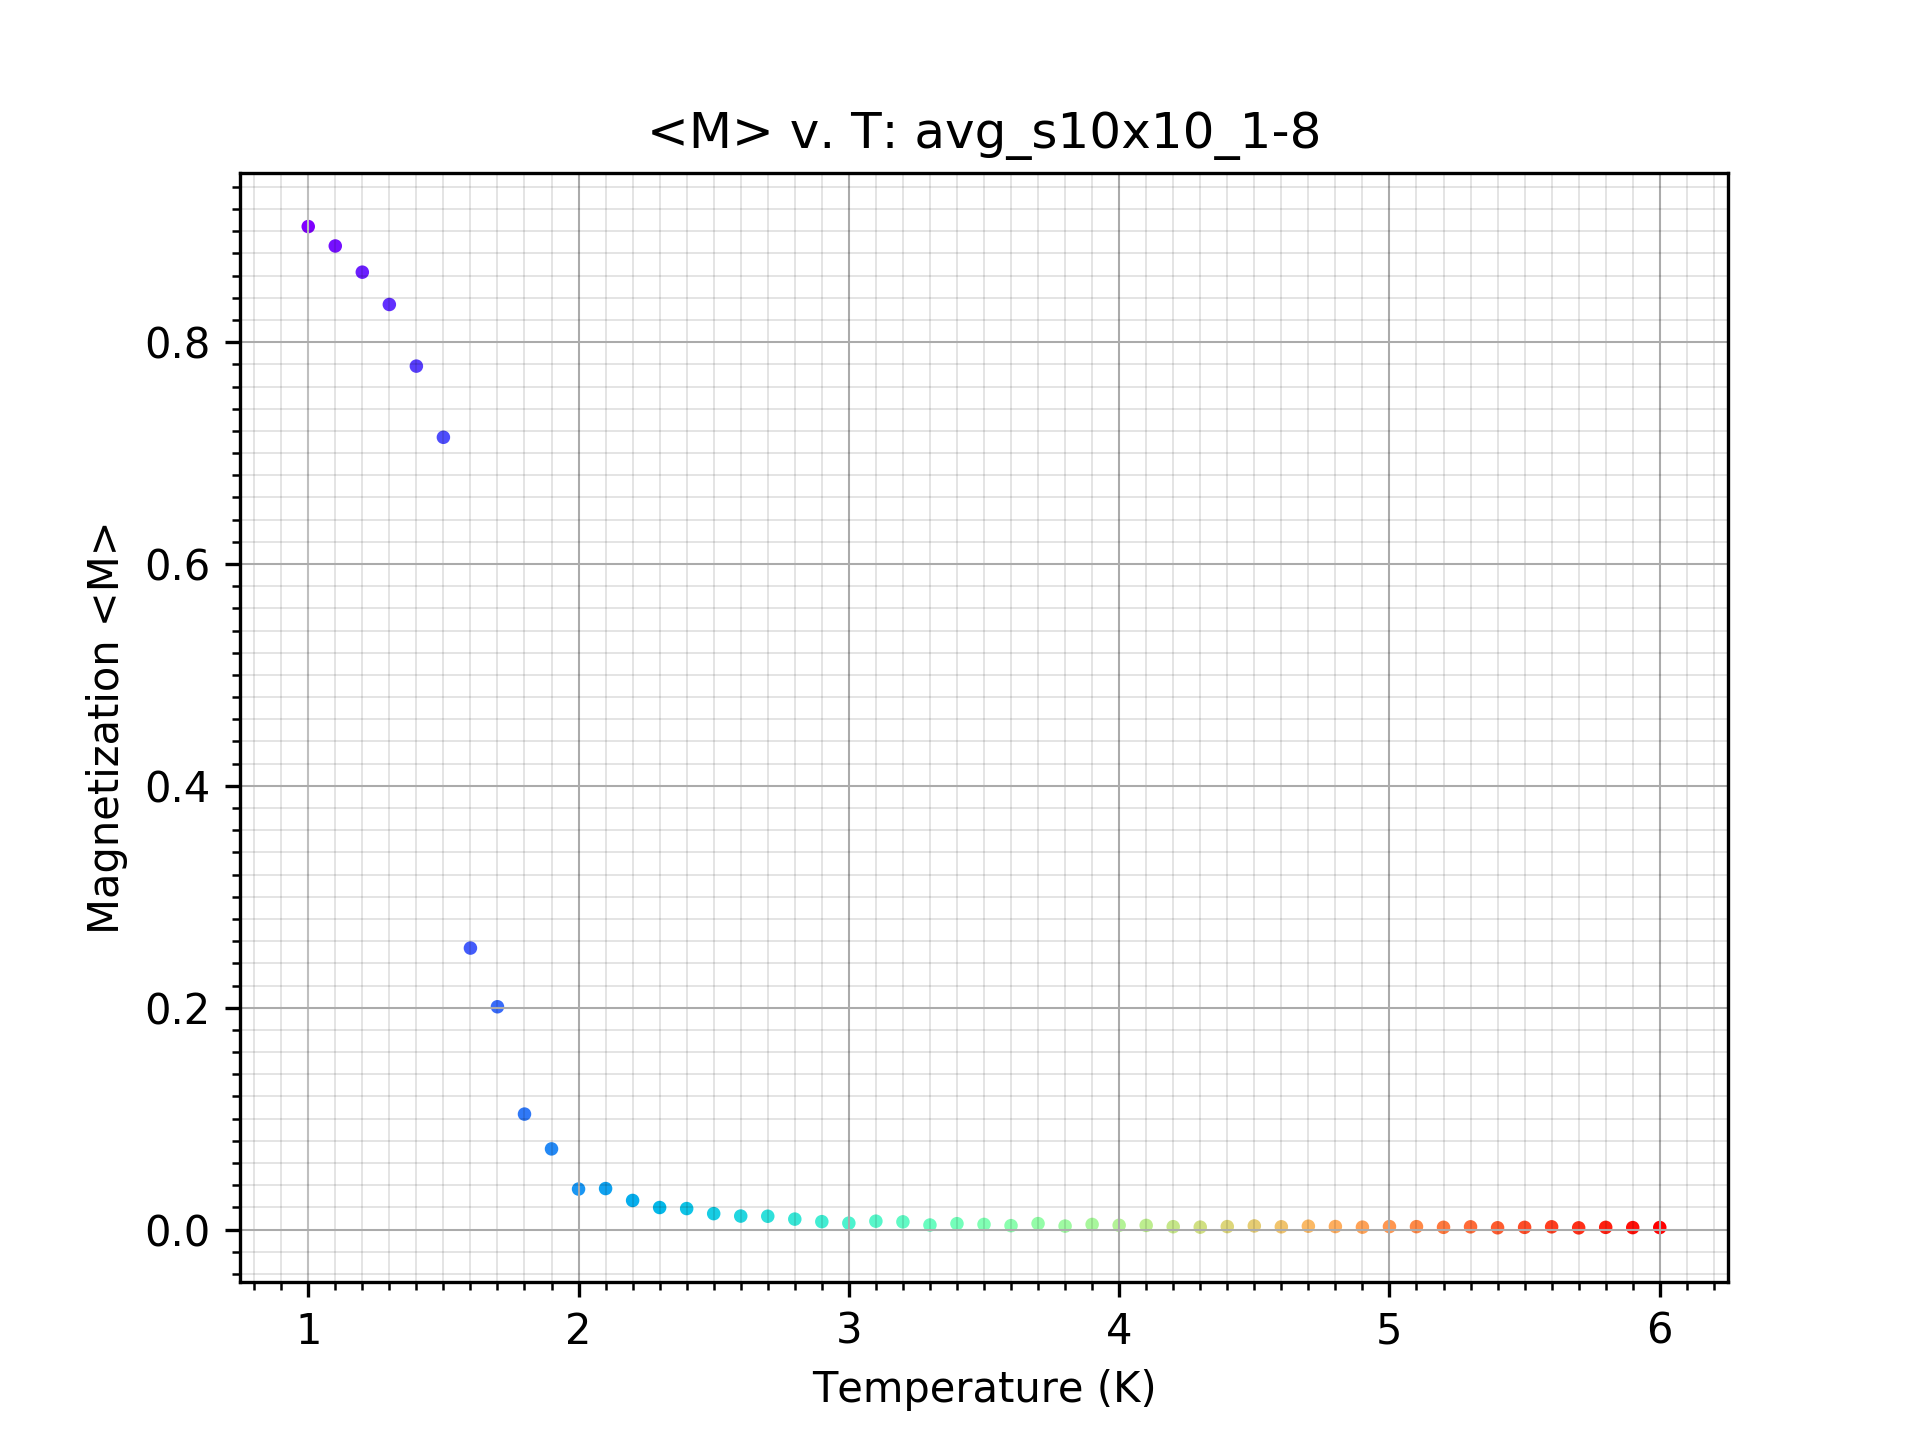 <M> v. T: avg_s10x10_1-8
Magnetization <M>
0.8
0.6
0.4
0.2
0.0
1 2 3 4 5 6
Temperature (K)